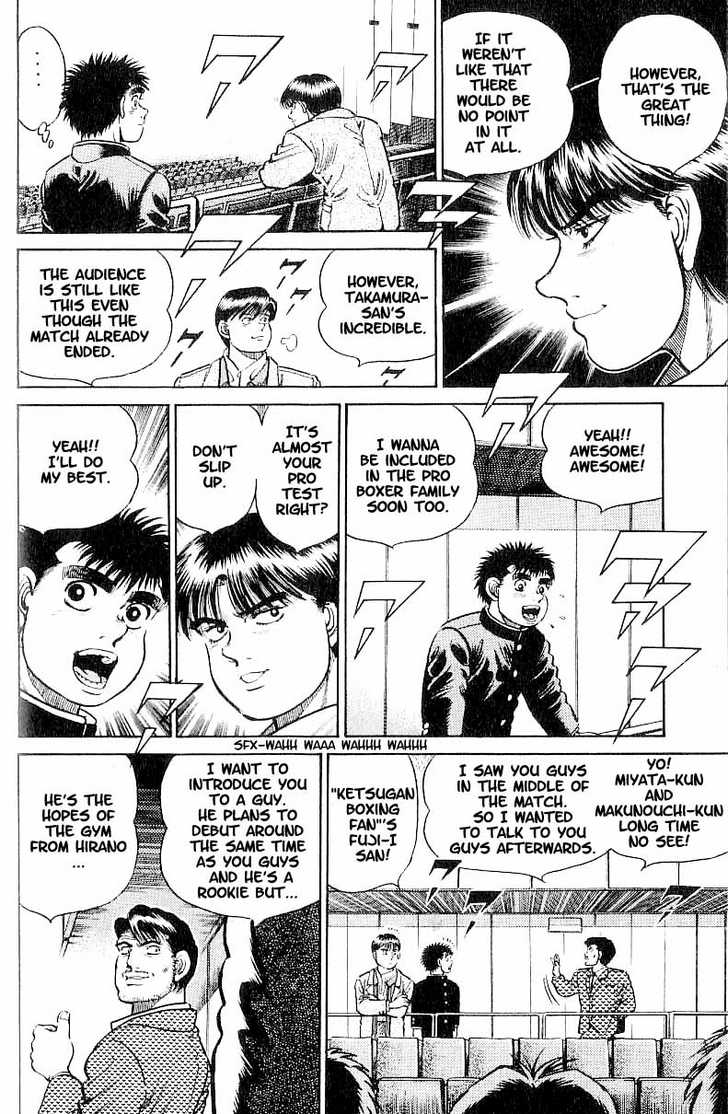 HOWEVER,
THAT'S THE
GREAT
THING!
IF IT
WEREN'T
LIKE THAT
THERE
WOULD BE
NO POINT
IN IT
AT ALL.
....
HOWEVER,
TAKAMURA-
SAN'S
INCREDIBLE.
THE AUDIENCE
IS STILL LIKE
THIS EVEN
THOUGH THE
MATCH ALREADY
ENDED.
YEAH!!
AWESOME!
AWESOME!
I WANNA
BE INCLUDED
IN THE PRO
BOXER FAMILY
SOON TOO.
IT'S
ALMOST
YOUR
PRO
TEST
RIGHT?
DON'T
SLIP
UP.
YEAH!!
I'LL DO
MY BEST.
SFX-WAHH WAAA WAHHH WAHHH
YO!
MIYATA-KUN
AND
MAKUNOUCHI-KUN
LONG TIME
NO SEE!
I SAW YOU GUYS
IN THE MIDDLE OF
THE MATCH.
SO I WANTED
TO TALK TO YOU
GUYS AFTERWARDS.
"KETSUGAN
BOXING
FAN"'S
FUJI-I
SAN!
I WANT TO
INTRODUCE YOU
TO A GUY.
HE PLANS TO
DEBUT AROUND
THE SAME TIME
AS YOU GUYS
AND HE'S A
ROOKIE BUT...
HE'S THE
HOPES OF
THE GYM
FROM HIRANO
...